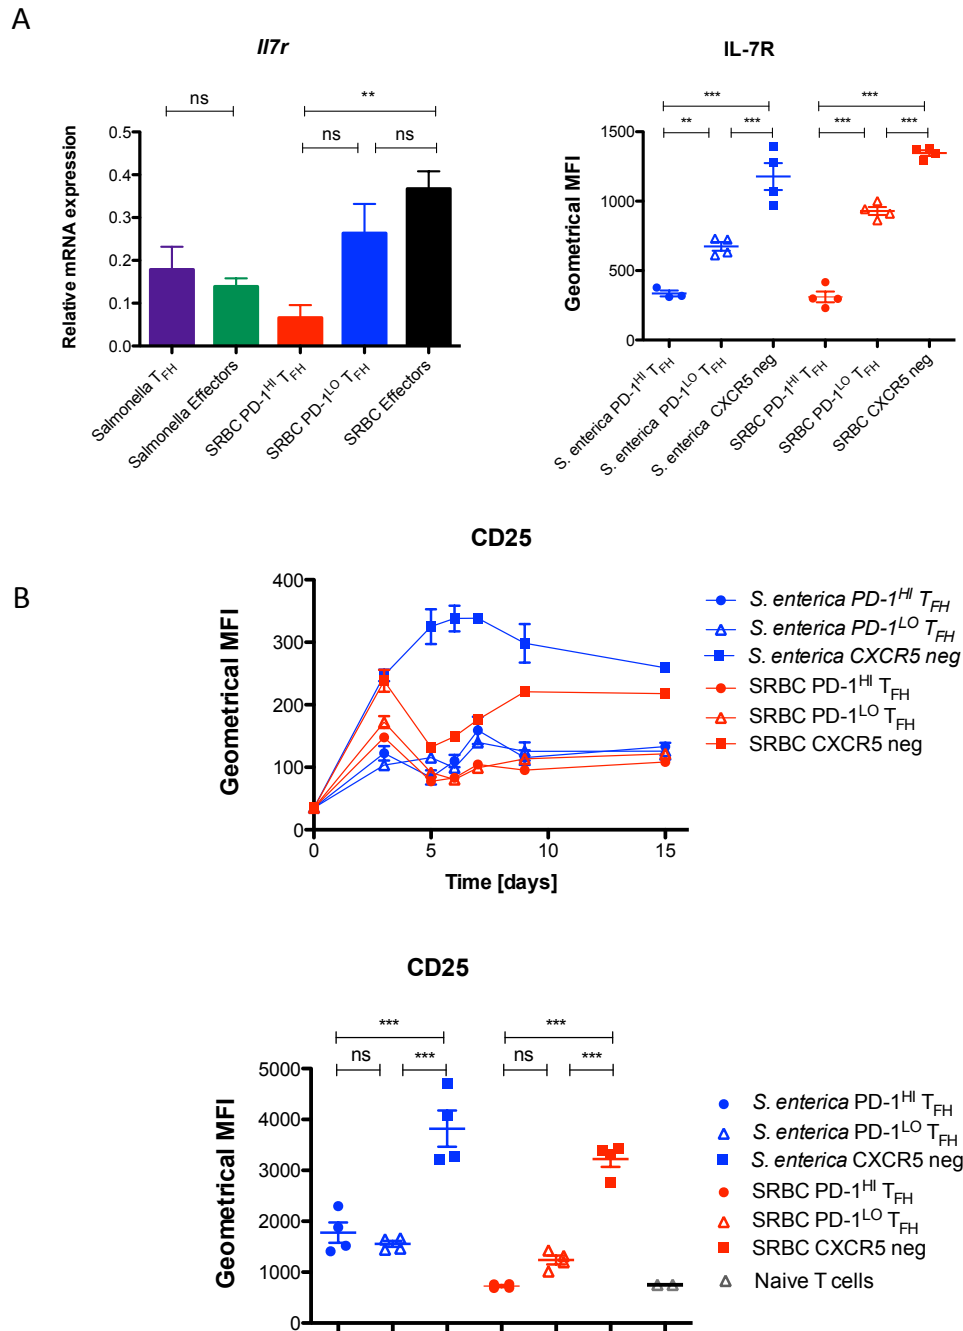 A
Il7r
ns
**
ns
ns
Relative mRNA expression
0.5
0.4
0.3
0.2
0.1
0.0
Salmonella TFH
Salmonella Effectors
SRBC PD-1HI TFH
SRBC PD-1LO TFH
SRBC Effectors
IL-7R
***
***
**
***
***
***
Geometrical MFI
1500
1000
500
0
S. enterica PD-1HI TFH
S. enterica PD-1LO TFH
S. enterica CXCR5 neg
SRBC PD-1HI TFH
SRBC PD-1LO TFH
SRBC CXCR5 neg
B
CD25
Geometrical MFI
400
300
200
100
0
0
5
10
15
Time [days]
S. enterica PD-1HI TFH
S. enterica PD-1LO TFH
S. enterica CXCR5 neg
SRBC PD-1HI TFH
SRBC PD-1LO TFH
SRBC CXCR5 neg
CD25
***
***
ns
***
ns
***
Geometrical MFI
5000
4000
3000
2000
1000
0
S. enterica PD-1HI TFH
S. enterica PD-1LO TFH
S. enterica CXCR5 neg
SRBC PD-1HI TFH
SRBC PD-1LO TFH
SRBC CXCR5 neg
Naive T cells